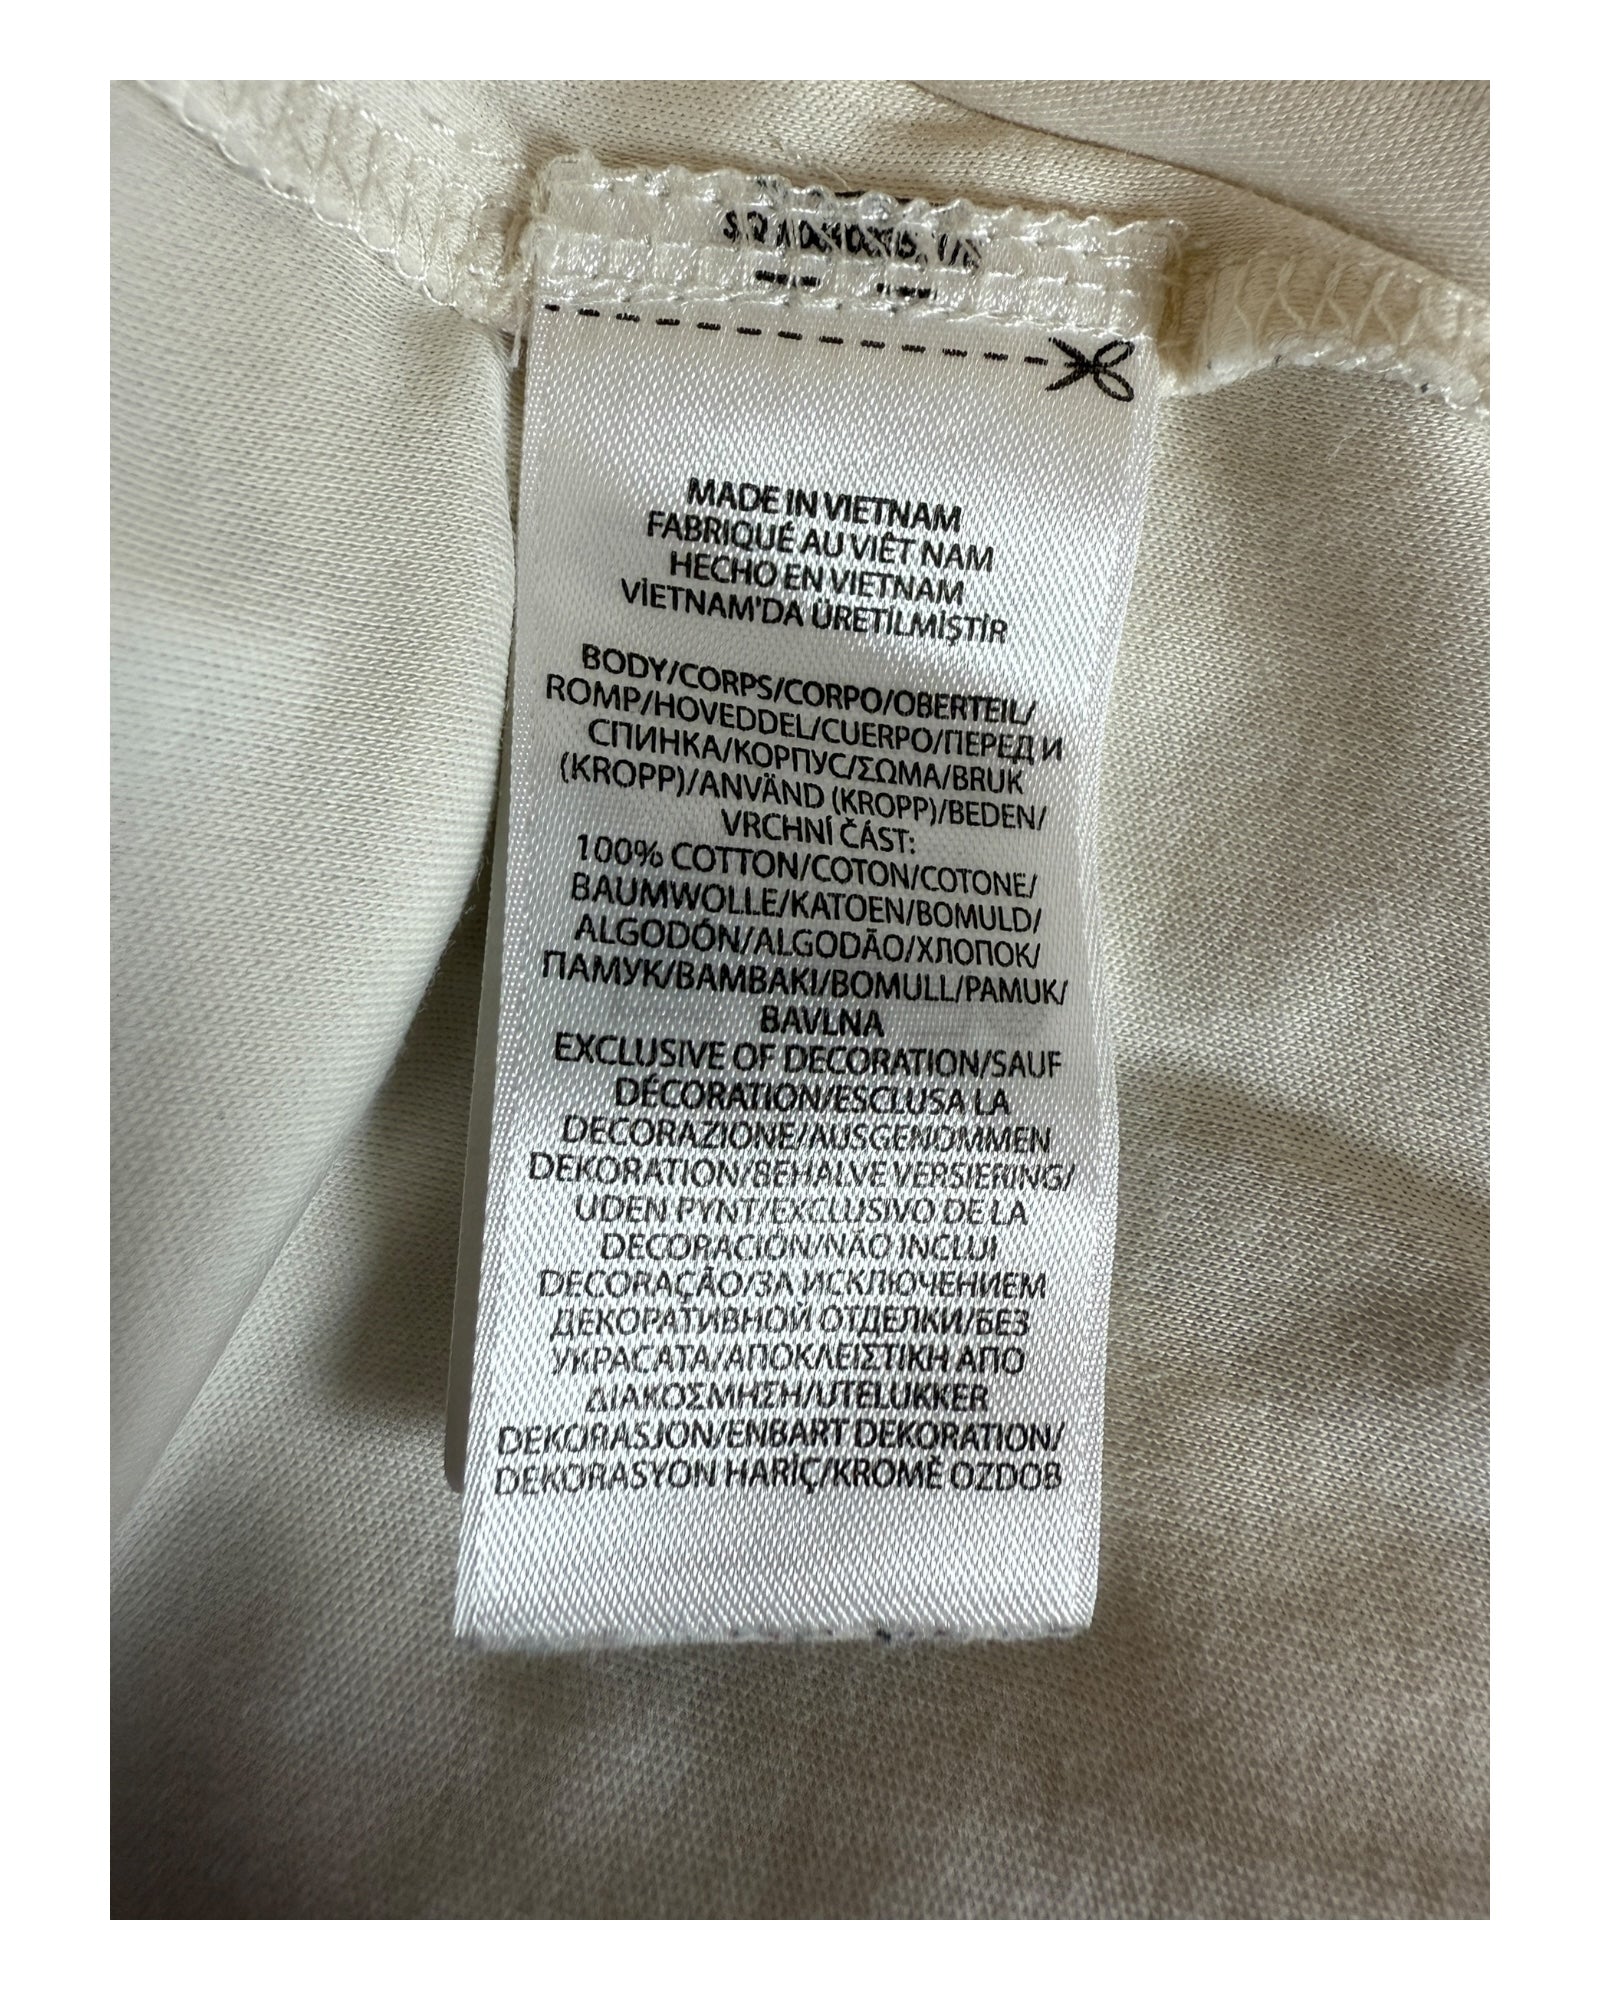 MADE IN VIETNAM
FABRIQUÉ AU VIÊT NAM
HECHO EN VIETNAM
VİETNAM'DA ÜRETİLMİŞTİR
BODY/CORPS/CORPO/OBERTEIL/
ROMP/HOVEDDEL/CUERPO/ПЕРЕД И
СПИНКА/КОРПУС/ΣΩΜΑ/BRUK
(KROPP)/ANVÄND (KROPP)/BEDEN/
VRCHNÍ ČÁST:
100% COTTON/COTON/COTONE/
BAUMWOLLE/KATOEN/BOMULD/
ALGODÓN/ALGODÃO/ХЛОПОК/
ПАМУК/ΒΑΜΒΑΚΙ/BOMULL/PAMUK/
BAVLNA
EXCLUSIVE OF DECORATION/SAUF
DÉCORATION/ESCLUSA LA
DECORAZIONE/AUSGENOMMEN
DEKORATION/BEHALVE VERSIERING/
UDEN PYNT/EXCLUSIVO DE LA
DECORACIÓN/NÃO INCLUI
DECORAÇÃO/ЗА ИСКЛЮЧЕНИЕМ
ДЕКОРАТИВНОЙ ОТДЕЛКИ/БЕЗ
УКРАСАТА/ΑΠΟΚΛΕΙΣΤΙΚΗ ΑΠΟ
ΔΙΑΚΟΣΜΗΣΗ/UTELUKKER
DEKORASJON/ENBART DEKORATION/
DEKORASYON HARİÇ/KROMĚ OZDOB